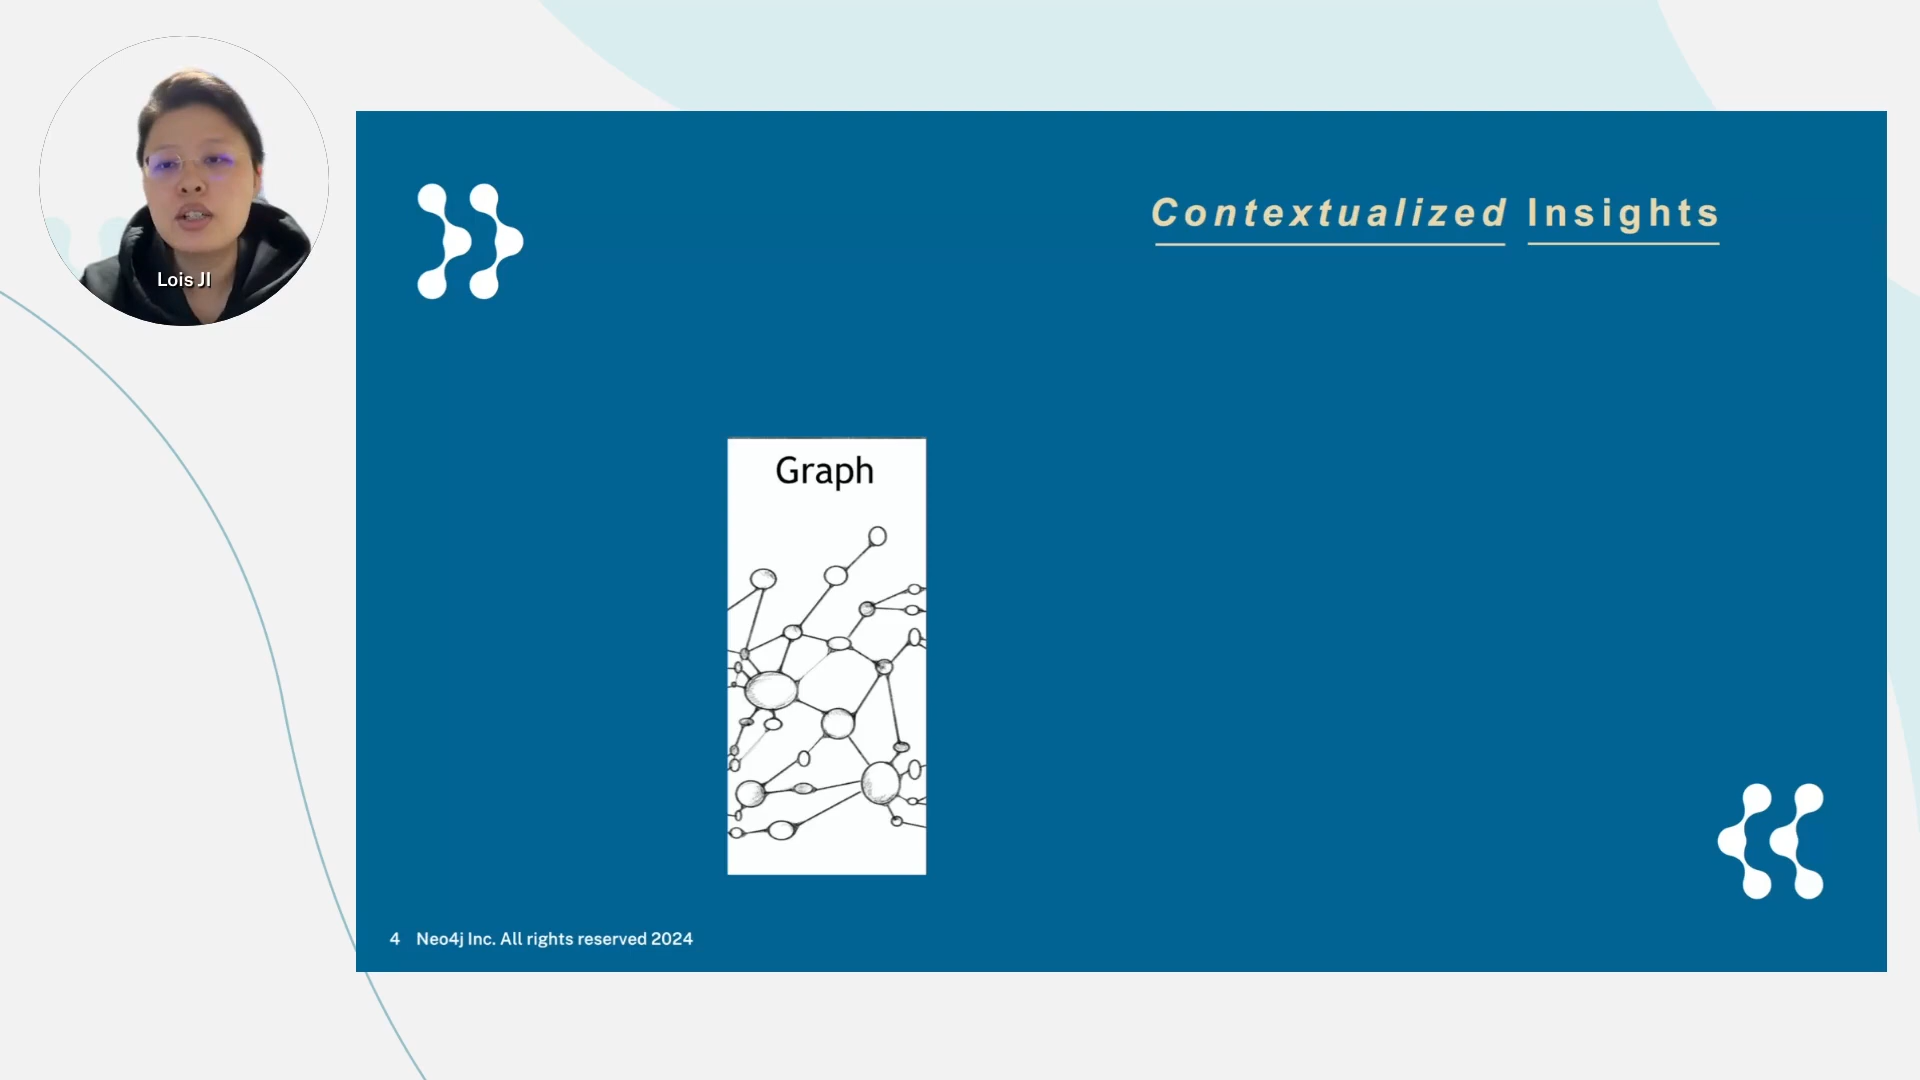 Lois JI
Contextualized Insights
Graph
4 Neo4j Inc. All rights reserved 2024